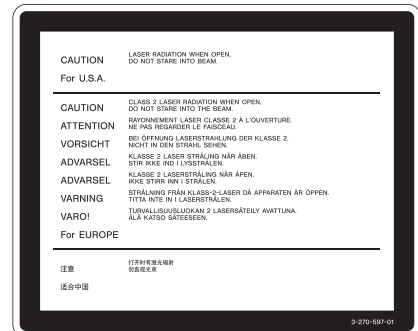 CAUTION LASER RADIATION WHEN OPEN,
DO NOT STARE INTO BEAM.
For U.S.A.
CAUTION CLASS 2 LASER RADIATION WHEN OPEN,
DO NOT STARE INTO THE BEAM.
ATTENTION RAYONNEMENT LASER CLASSE 2 À L'OUVERTURE.
NE PAS REGARDER LE FAISCEAU.
VORSICHT BEI ÖFFNUNG LASERSTRAHLUNG DER KLASSE 2.
NICHT IN DEN STRAHL SEHEN.
ADVARSEL KLASSE 2 LASER STRÅLING NÅR ÅBEN.
STIR IKKE IND I LYSSTRÅLEN.
ADVARSEL KLASSE 2 LASERSTRÅLING NÅR ÅPEN.
IKKE STIRR INN I STRÅLEN.
VARNING STRÅLNING FRÅN KLASS-2-LASER DÅ APPARATEN ÄR ÖPPEN.
TITTA INTE IN I LASERSTRÅLEN.
VARO! TURVALLISUUSLUOKAN 2 LASERSÄTEILY AVATTUNA.
ÄLÄ KATSO SÄTEESEEN.
For EUROPE
注意 打开时有激光辐射
勿直视光束
适合中国
3-270-597-01